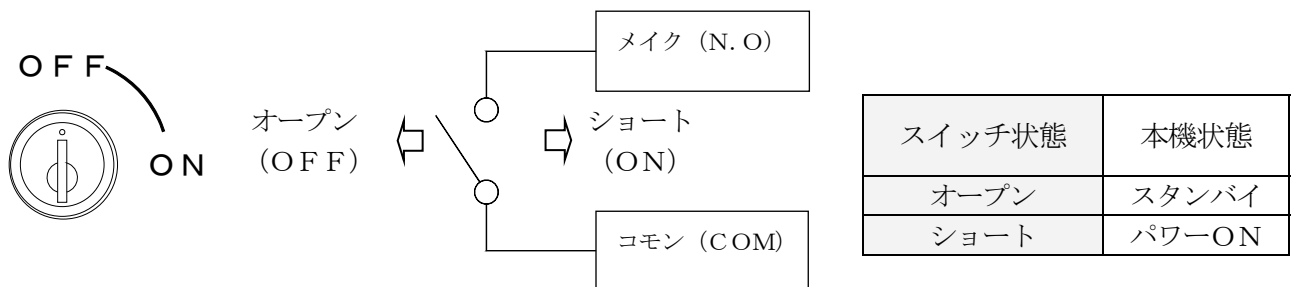 OFF
ON
オープン
(OFF)
ショート
(ON)
メイク (N.O)
コモン (COM)
スイッチ状態 本機状態
オープン スタンバイ
ショート パワーON